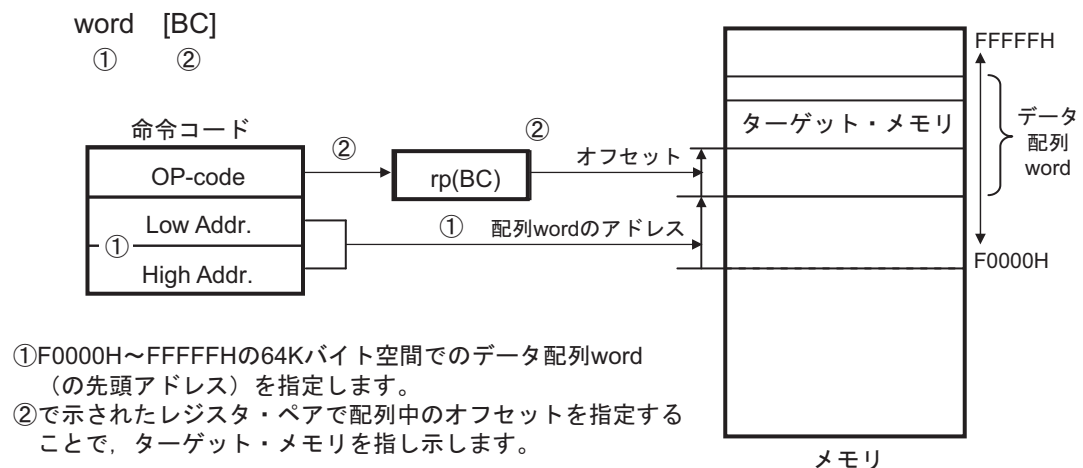 word [BC]
① ②
命令コード
OP-code
Low Addr.
①
High Addr.
②
rp(BC)
②
オフセット
① 配列wordのアドレス
ターゲット・メモリ
FFFFFH
データ
配列
word
F0000H
メモリ
①F0000H～FFFFFHの64Kバイト空間でのデータ配列word
（の先頭アドレス）を指定します。
②で示されたレジスタ・ペアで配列中のオフセットを指定する
ことで，ターゲット・メモリを指し示します。